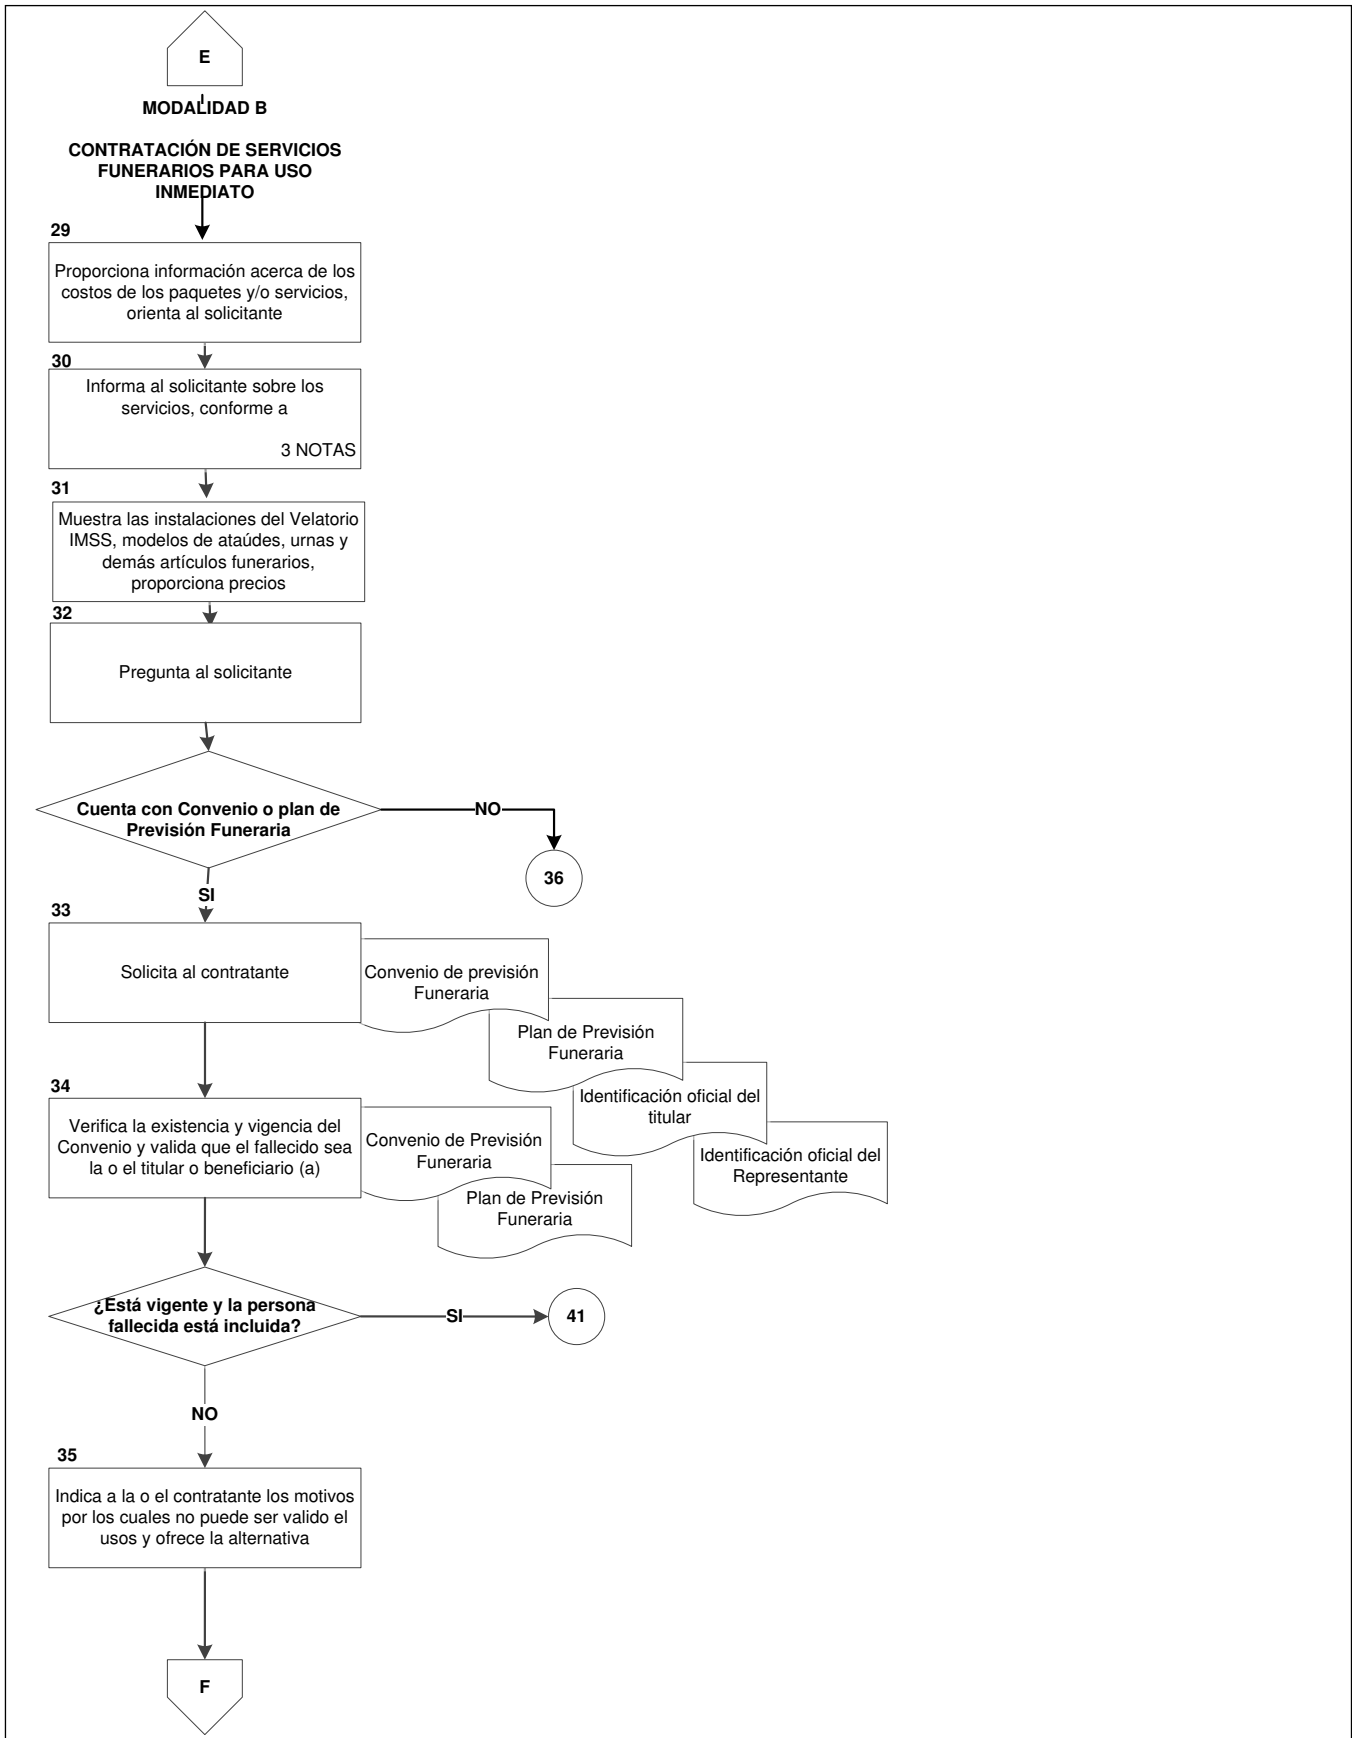 E
MODALIDAD B
CONTRATACIÓN DE SERVICIOS
FUNERARIOS PARA USO
INMEDIATO
29
Proporciona información acerca de los
costos de los paquetes y/o servicios,
orienta al solicitante
30
Informa al solicitante sobre los
servicios, conforme a
3 NOTAS
31
Muestra las instalaciones del Velatorio
IMSS, modelos de ataúdes, urnas y
demás artículos funerarios,
proporciona precios
32
Pregunta al solicitante
Cuenta con Convenio o plan de
Previsión Funeraria
NO
36
SI
33
Solicita al contratante
Convenio de previsión
Funeraria
Plan de Previsión
Funeraria
Identificación oficial del
titular
Identificación oficial del
Representante
34
Verifica la existencia y vigencia del
Convenio y valida que el fallecido sea
la o el titular o beneficiario (a)
Convenio de Previsión
Funeraria
Plan de Previsión
Funeraria
¿Está vigente y la persona
fallecida está incluida?
SI
41
NO
35
Indica a la o el contratante los motivos
por los cuales no puede ser valido el
usos y ofrece la alternativa
F